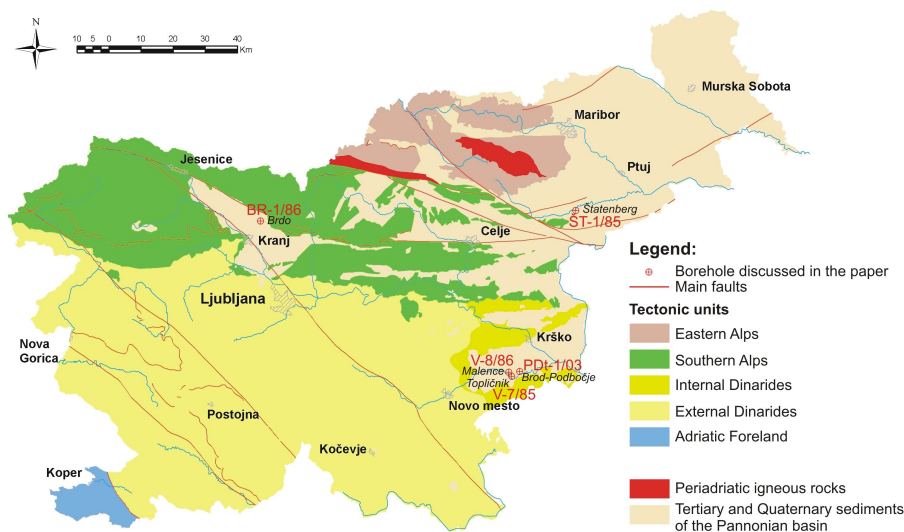 N
10 5 0 10 20 30 40
Km
Murska Sobota
Maribor
Ptuj
Jesenice
BR-1/86
Brdo
Kranj
Štatenberg
ŠT-1/85
Celje
Ljubljana
Nova
Gorica
Krško
V-8/86
PDt-1/03
Malence
Brod-Podbočje
Topličnik
V-7/85
Novo mesto
Postojna
Kočevje
Koper
Legend:
Borehole discussed in the paper
Main faults
Tectonic units
Eastern Alps
Southern Alps
Internal Dinarides
External Dinarides
Adriatic Foreland
Periadriatic igneous rocks
Tertiary and Quaternary sediments
of the Pannonian basin